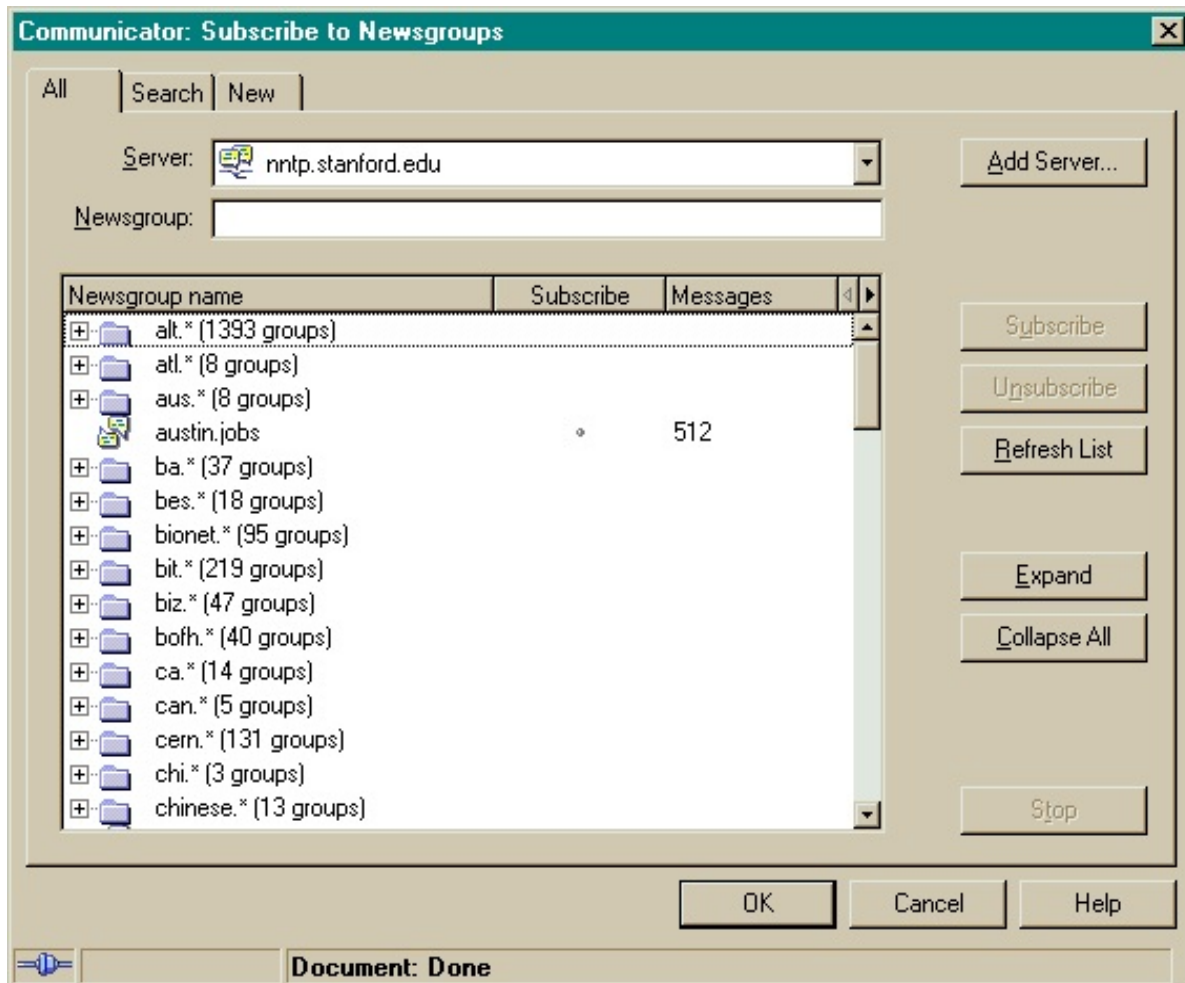 Communicator: Subscribe to Newsgroups
All Search New
Server: nntp.stanford.edu Add Server...
Newsgroup:
Newsgroup name Subscribe Messages
alt.* (1393 groups) Subscribe
atl.* (8 groups)
aus.* (8 groups) Unsubscribe
austin.jobs 512
ba.* (37 groups) Refresh List
bes.* (18 groups)
bionet.* (95 groups)
bit.* (219 groups) Expand
biz.* (47 groups)
bofh.* (40 groups) Collapse All
ca.* (14 groups)
can.* (5 groups)
cern.* (131 groups)
chi.* (3 groups)
chinese.* (13 groups) Stop
OK Cancel Help
Document: Done